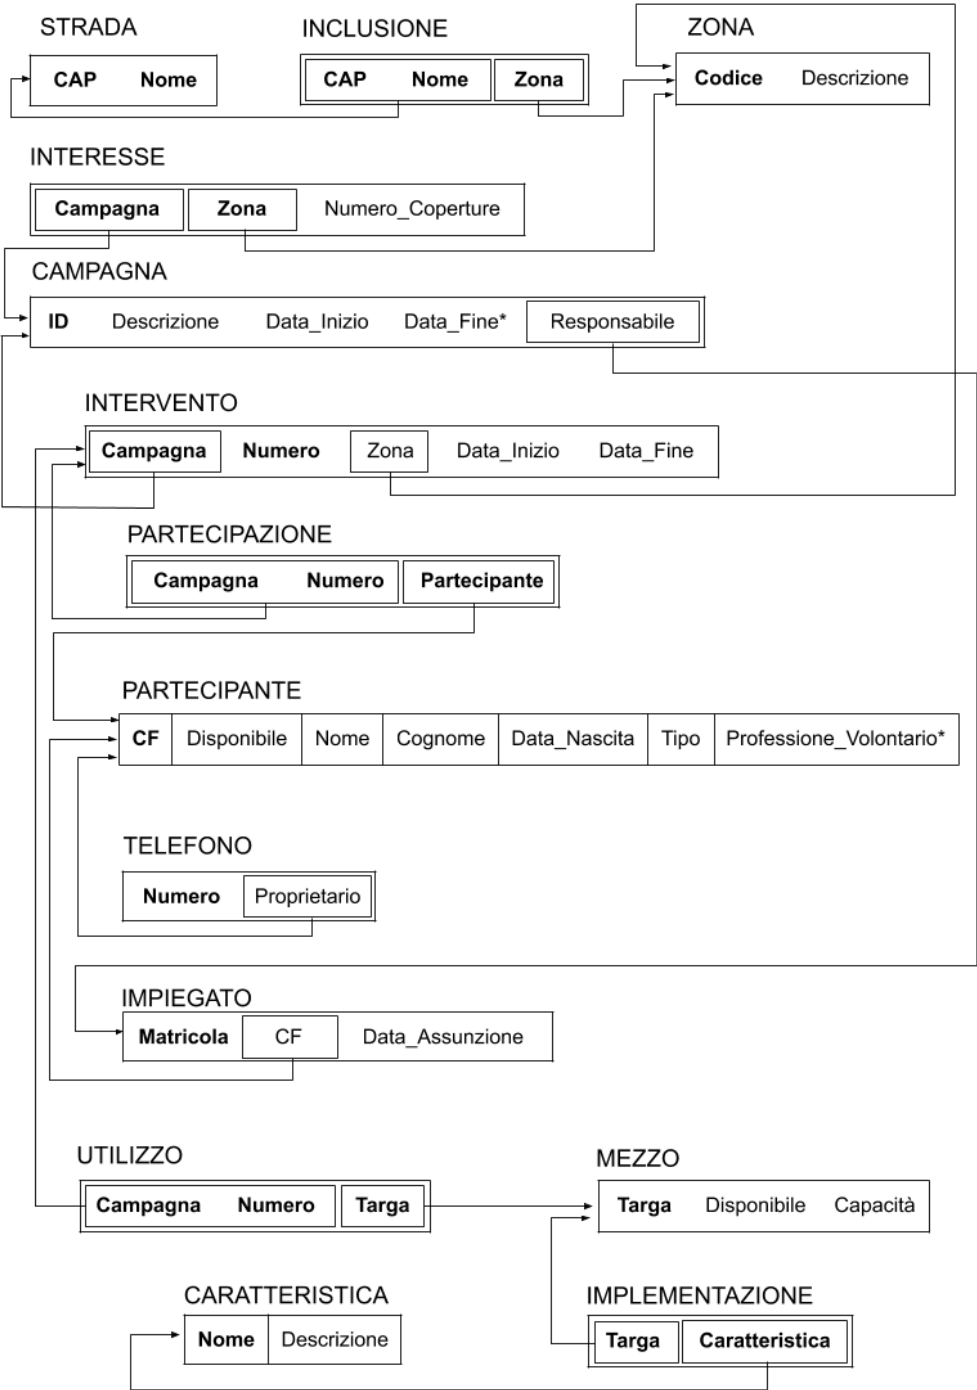 STRADA INCLUSIONE ZONA
CAP Nome CAP Nome Zona Codice Descrizione
INTERESSE
Campagna Zona Numero_Coperture
CAMPAGNA
ID Descrizione Data_Inizio Data_Fine* Responsabile
INTERVENTO
Campagna Numero Zona Data_Inizio Data_Fine
PARTECIPAZIONE
Campagna Numero Partecipante
PARTECIPANTE
CF Disponibile Nome Cognome Data_Nascita Tipo Professione_Volontario*
TELEFONO
Numero Proprietario
IMPIEGATO
Matricola CF Data_Assunzione
UTILIZZO MEZZO
Campagna Numero Targa Targa Disponibile Capacità
CARATTERISTICA IMPLEMENTAZIONE
Nome Descrizione Targa Caratteristica